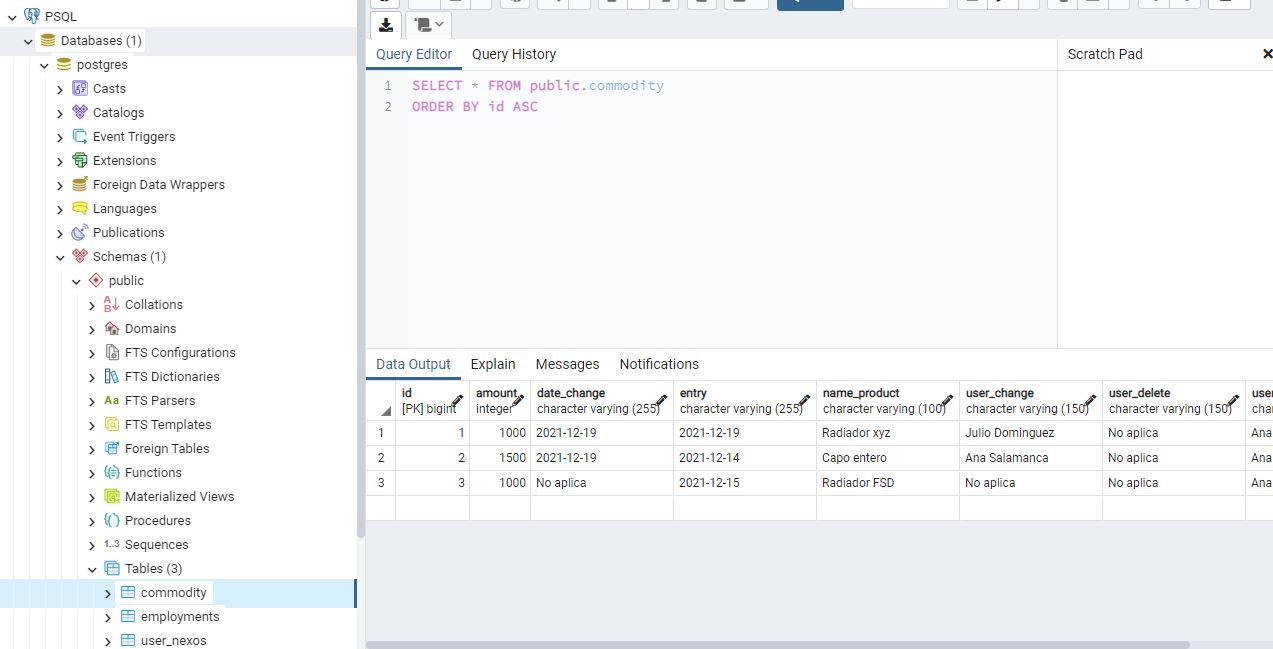 PSQL
Databases (1)
postgres
Casts
Catalogs
Event Triggers
Extensions
Foreign Data Wrappers
Languages
Publications
Schemas (1)
public
Collations
Domains
FTS Configurations
FTS Dictionaries
Aa FTS Parsers
FTS Templates
Foreign Tables
Functions
Materialized Views
Procedures
1..3 Sequences
Tables (3)
commodity
employments
user_nexos
Query Editor Query History
Scratch Pad
1 SELECT * FROM public.commodity
2 ORDER BY id ASC
Data Output Explain Messages Notifications
id amount date_change entry name_product user_change user_delete user
[PK] bigint integer character varying (255) character varying (255) character varying (100) character varying (150) character varying (150) cha
1 1 1000 2021-12-19 2021-12-19 Radiador xyz Julio Dominguez No aplica Ana
2 2 1500 2021-12-19 2021-12-14 Capo entero Ana Salamanca No aplica Ana
3 3 1000 No aplica 2021-12-15 Radiador FSD No aplica No aplica Ana